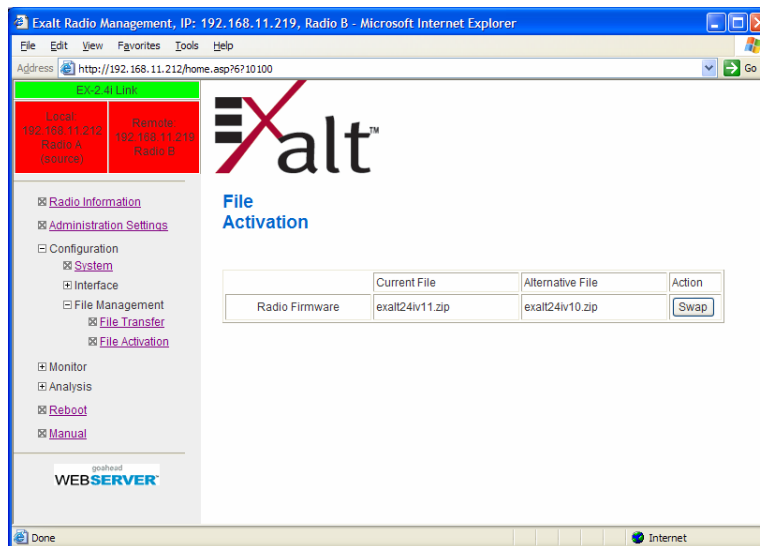 Exalt Radio Management, IP: 192.168.11.219, Radio B - Microsoft Internet Explorer
File Edit View Favorites Tools Help
Address http://192.168.11.212/home.asp?6?10100 Go
EX-2.4i Link
Local:
192.168.11.212
Radio A
(source)
Remote:
192.168.11.219
Radio B
Exalt™
Radio Information
Administration Settings
Configuration
System
Interface
File Management
File Transfer
File Activation
Monitor
Analysis
Reboot
Manual
goahead
WEBSERVER
File
Activation
Current File Alternative File Action
Radio Firmware exalt24iv11.zip exalt24iv10.zip Swap
Done Internet